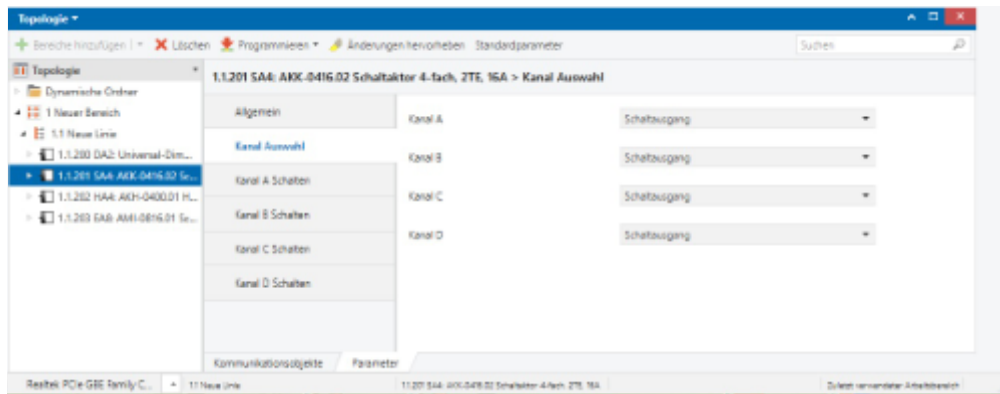 Topologie
Bereiche hinzufügen Löschen Programmieren Änderungen hervorheben Standardparameter Suchen
Topologie
Dynamische Ordner
1 Neuer Bereich
1.1 Neue Linie
1.1.200 DA2: Universal-Dim...
1.1.201 SA4: AKK-0416.02 Sc...
1.1.202 HA4: AKH-0400.01 H...
1.1.203 EA8: AMI-0816.01 Se...
1.1.201 SA4: AKK-0416.02 Schaltaktor 4-fach, 2TE, 16A > Kanal Auswahl
Allgemein
Kanal Auswahl
Kanal A Schalten
Kanal B Schalten
Kanal C Schalten
Kanal D Schalten
Kanal A Schaltausgang
Kanal B Schaltausgang
Kanal C Schaltausgang
Kanal D Schaltausgang
Kommunikationsobjekte Parameter
Realtek PCIe GBE Family C... 1.1 Neue Linie 1.1.201 SA4: AKK-0416.02 Schaltaktor 4-fach, 2TE, 16A Zuletzt verwendeter Arbeitsbereich